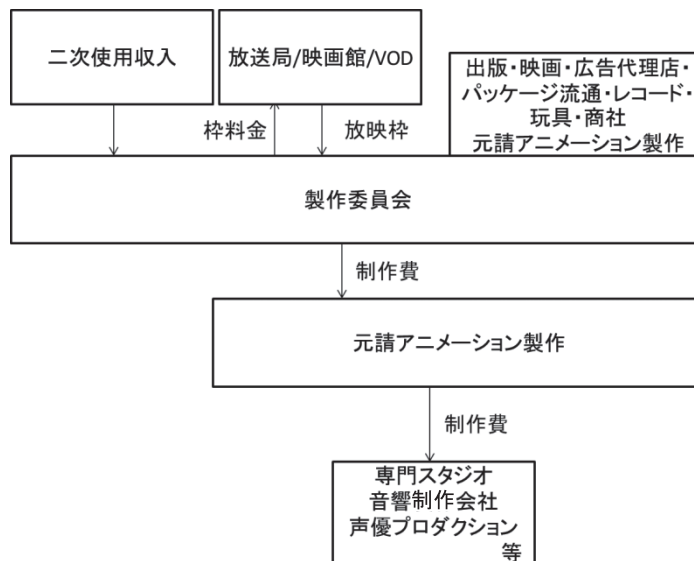 二次使用収入
放送局/映画館/VOD
出版・映画・広告代理店・
パッケージ流通・レコード・
玩具・商社
元請アニメーション製作
枠料金
放映枠
製作委員会
制作費
元請アニメーション製作
制作費
専門スタジオ
音響制作会社
声優プロダクション
等